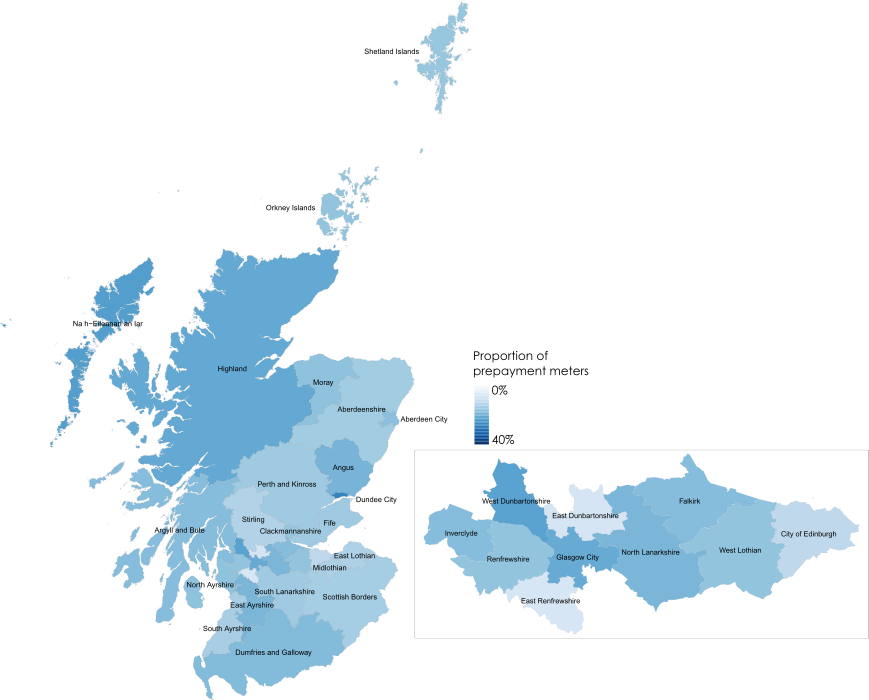 Shetland Islands
Orkney Islands
Na h−Eileanan an Iar
Highland
Moray
Aberdeenshire
Aberdeen City
Angus
Perth and Kinross
Dundee City
Stirling
Fife
Clackmannanshire
Argyll and Bute
East Lothian
Midlothian
North Ayrshire
South Lanarkshire
Scottish Borders
East Ayrshire
South Ayrshire
Dumfries and Galloway
Proportion of
prepayment meters
0%
40%
West Dunbartonshire
Falkirk
East Dunbartonshire
Inverclyde
City of Edinburgh
North Lanarkshire
West Lothian
Renfrewshire
Glasgow City
East Renfrewshire